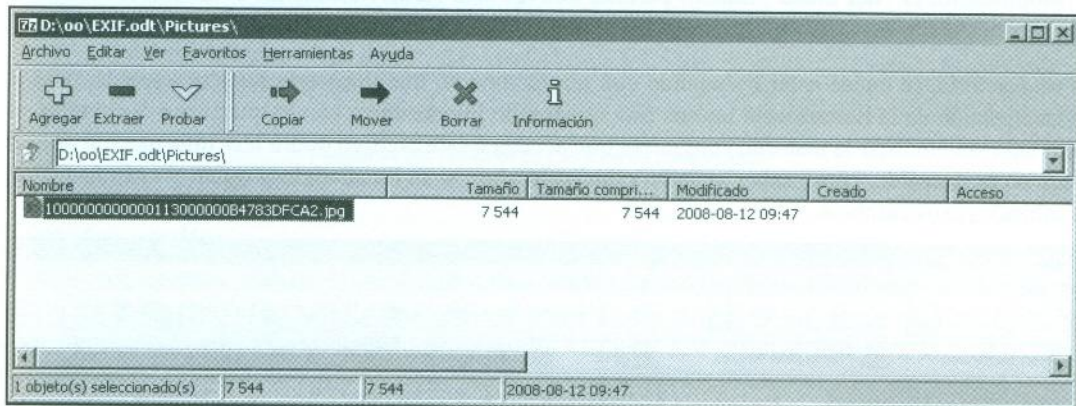 D:\oo\EXIF.odt\Pictures\
Archivo Editar Ver Favoritos Herramientas Ayuda
Agregar Extraer Probar Copiar Mover Borrar Información
D:\oo\EXIF.odt\Pictures\
Nombre Tamaño Tamaño compri... Modificado Creado Acceso
1000000000000113000000B4783DFCA2.jpg 7 544 7 544 2008-08-12 09:47
1 objeto(s) seleccionado(s) 7 544 7 544 2008-08-12 09:47